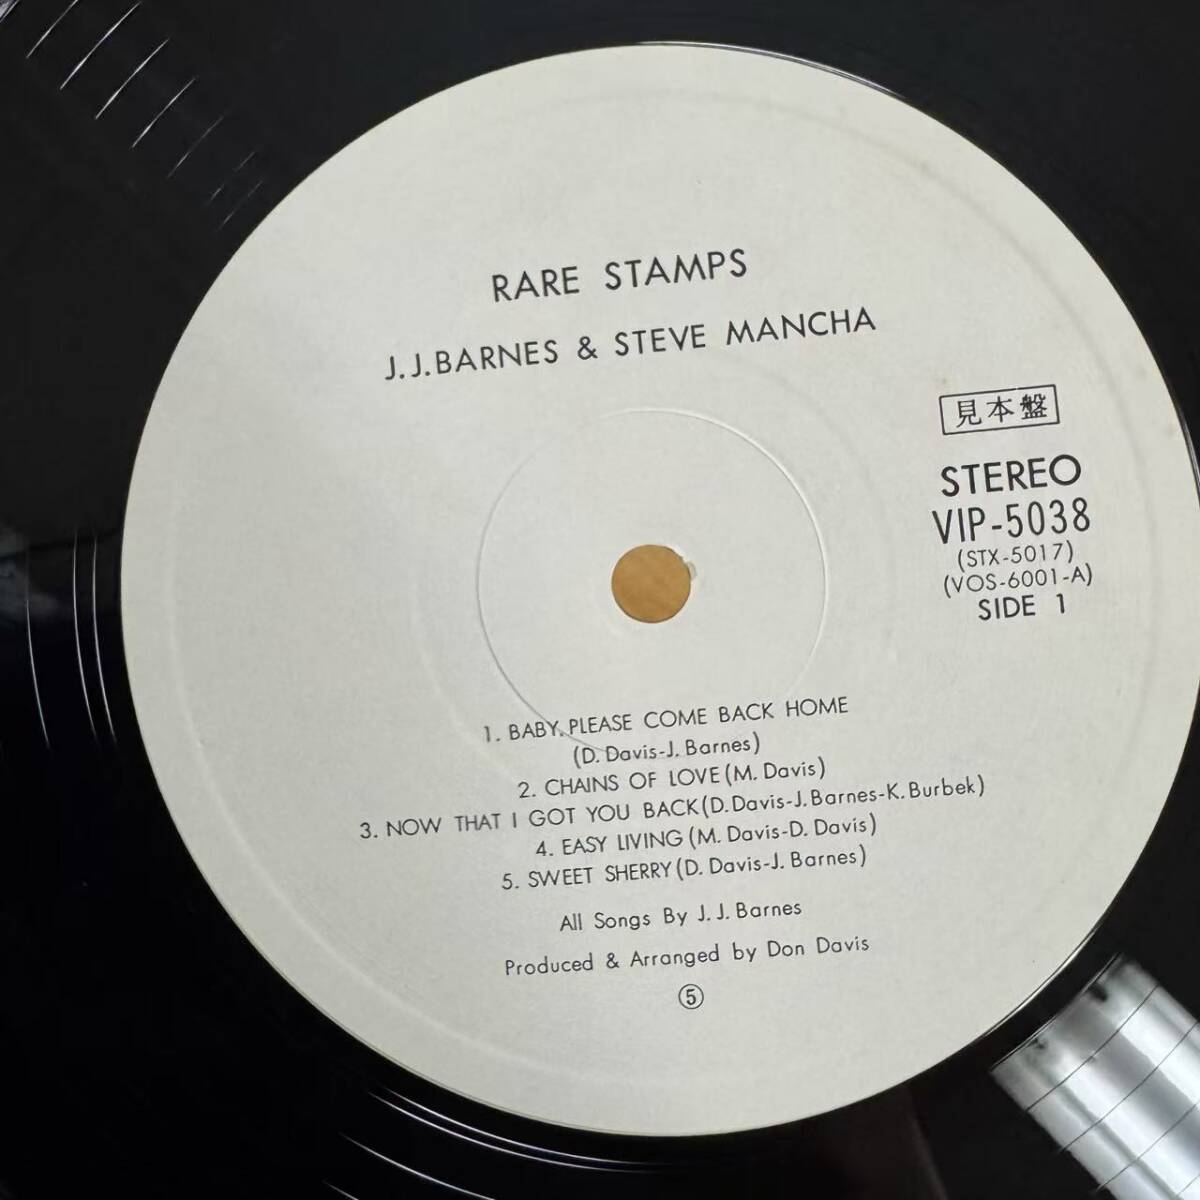 RARE STAMPS
J.J.BARNES & STEVE MANCHA
見本盤
STEREO
VIP-5038
(STX-5017)
(VOS-6001-A)
SIDE 1
1. BABY, PLEASE COME BACK HOME
(D. Davis-J. Barnes)
2. CHAINS OF LOVE (M. Davis)
3. NOW THAT I GOT YOU BACK (D. Davis-J. Barnes-K. Burbek)
4. EASY LIVING (M. Davis-D. Davis)
5. SWEET SHERRY (D. Davis-J. Barnes)
All Songs By J. J. Barnes
Produced & Arranged by Don Davis
⑤